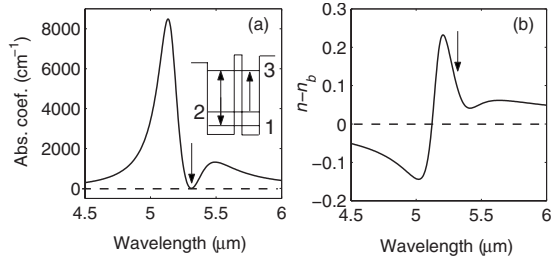 (a)
Abs. coef. (cm⁻¹)
8000
6000
4000
2000
0
3
2
1
4.5 5 5.5 6
Wavelength (μm)
(b)
n−n_b
0.2
0.1
0
−0.1
−0.2
4.5 5 5.5 6
Wavelength (μm)